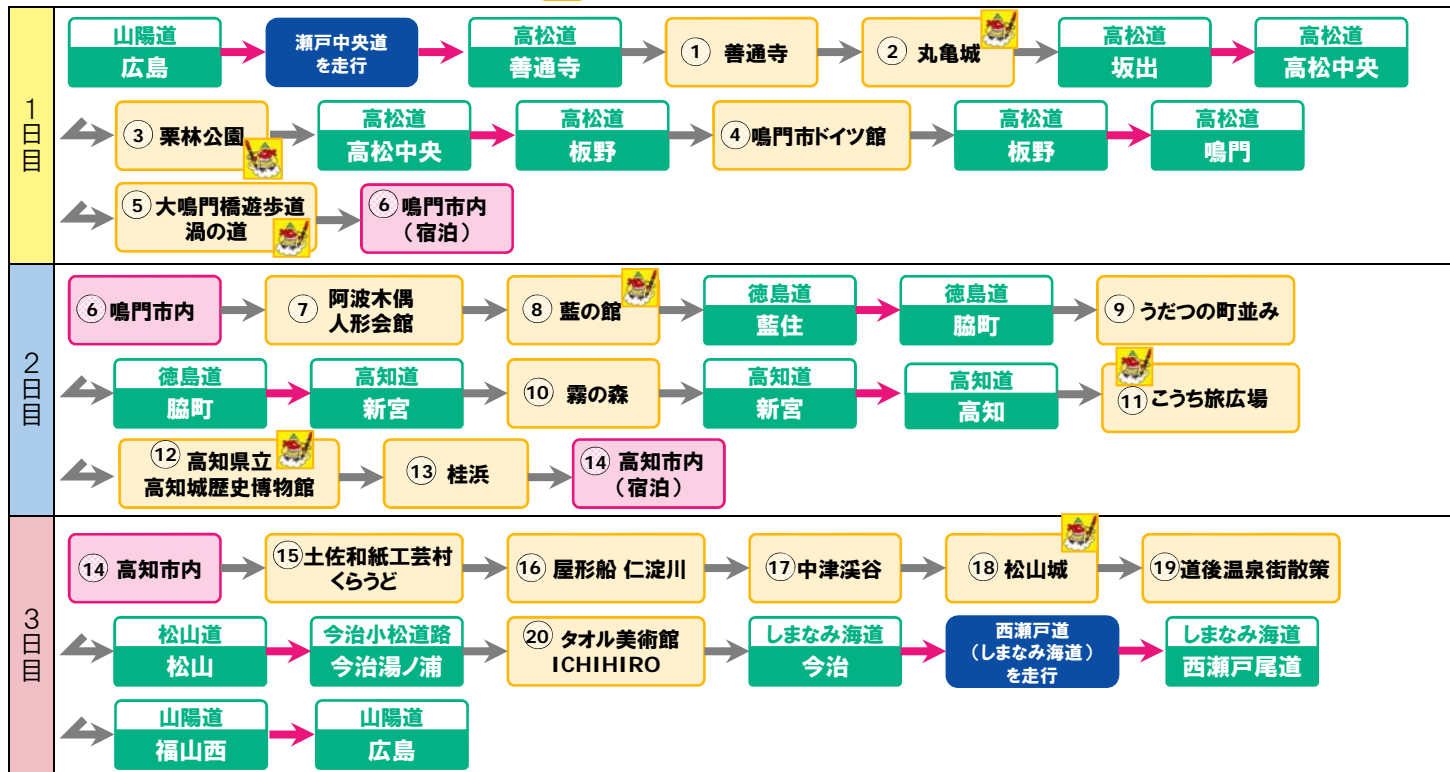 1日目
山陽道
広島
瀬戸中央道
を走行
高松道
善通寺
① 善通寺
② 丸亀城
高松道
坂出
高松道
高松中央
③ 栗林公園
高松道
高松中央
高松道
板野
④ 鳴門市ドイツ館
高松道
板野
高松道
鳴門
⑤ 大鳴門橋遊歩道
渦の道
⑥ 鳴門市内
（宿泊）
2日目
⑥ 鳴門市内
⑦ 阿波木偶
人形会館
⑧ 藍の館
徳島道
藍住
徳島道
脇町
⑨ うだつの町並み
徳島道
脇町
高知道
新宮
⑩ 霧の森
高知道
新宮
高知道
高知
⑪ こうち旅広場
⑫ 高知県立
高知城歴史博物館
⑬ 桂浜
⑭ 高知市内
（宿泊）
3日目
⑭ 高知市内
⑮ 土佐和紙工芸村
くらうど
⑯ 屋形船 仁淀川
⑰ 中津渓谷
⑱ 松山城
⑲ 道後温泉街散策
松山道
松山
今治小松道路
今治湯ノ浦
⑳ タオル美術館
ICHIHIRO
しまなみ海道
今治
西瀬戸道
（しまなみ海道）
を走行
しまなみ海道
西瀬戸尾道
山陽道
福山西
山陽道
広島